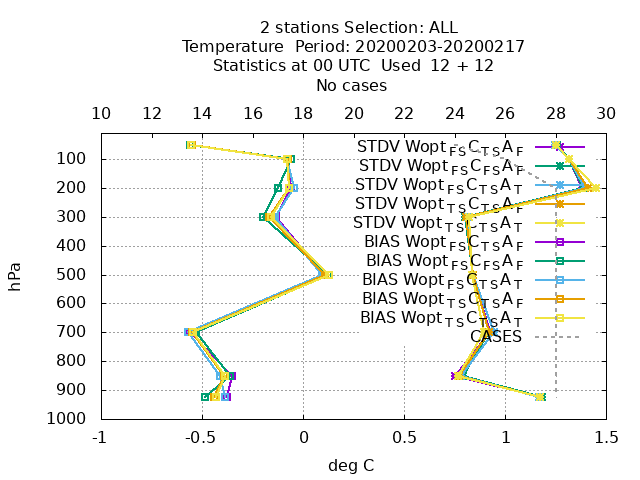 2 stations Selection: ALL
Temperature  Period: 20200203-20200217
Statistics at 00 UTC  Used  12 + 12
No cases
10 12 14 16 18 20 22 24 26 28 30
100
200
300
400
500
600
700
800
900
1000
hPa
STDV Wopt FS C TS A F
STDV Wopt FS C FS A F
STDV Wopt FS C TS A T
STDV Wopt TS C TS A F
STDV Wopt TS C TS A T
BIAS Wopt FS C TS A F
BIAS Wopt FS C FS A F
BIAS Wopt FS C TS A T
BIAS Wopt TS C TS A F
BIAS Wopt TS C TS A T
CASES
-1 -0.5 0 0.5 1 1.5
deg C